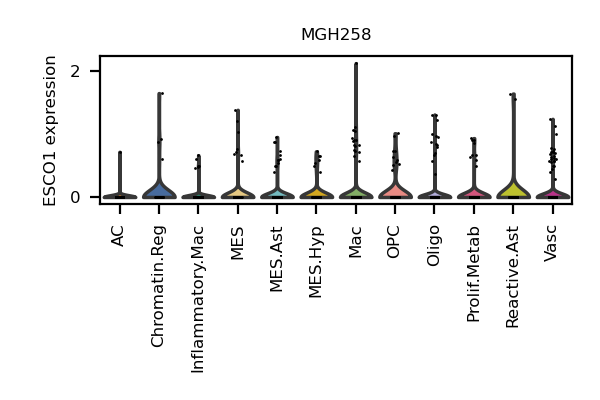 MGH258
ESCO1 expression
2
0
AC
Chromatin.Reg
Inflammatory.Mac
MES
MES.Ast
MES.Hyp
Mac
OPC
Oligo
Prolif.Metab
Reactive.Ast
Vasc